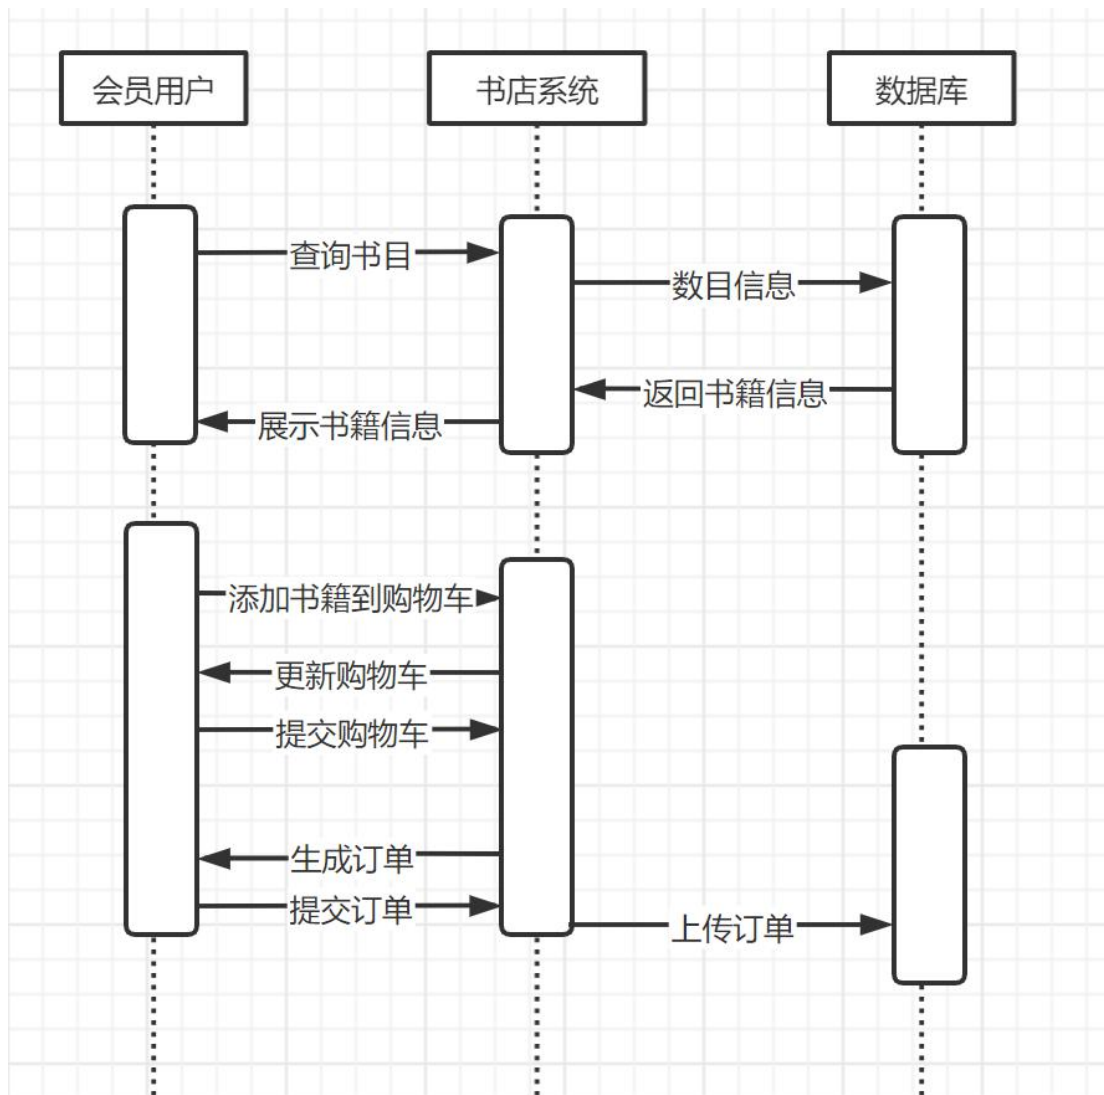 会员用户
书店系统
数据库
查询书目
数目信息
返回书籍信息
展示书籍信息
添加书籍到购物车
更新购物车
提交购物车
生成订单
提交订单
上传订单